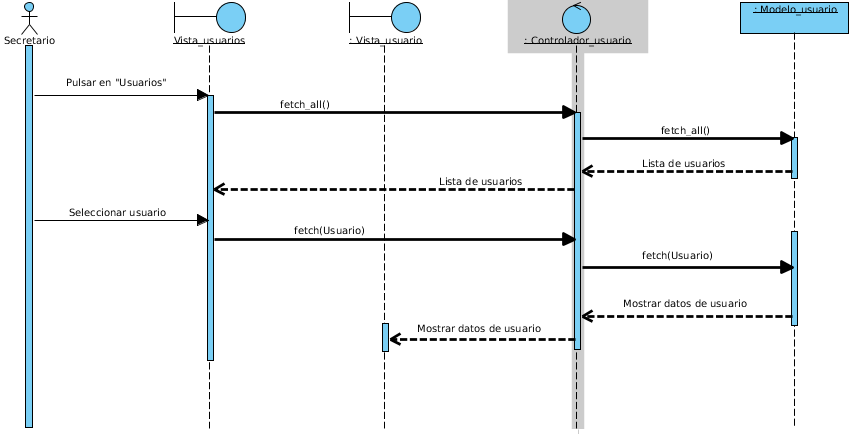 Secretario
Vista_usuarios
: Vista_usuario
: Controlador_usuario
: Modelo_usuario
Pulsar en "Usuarios"
fetch_all()
fetch_all()
Lista de usuarios
Lista de usuarios
Seleccionar usuario
fetch(Usuario)
fetch(Usuario)
Mostrar datos de usuario
Mostrar datos de usuario